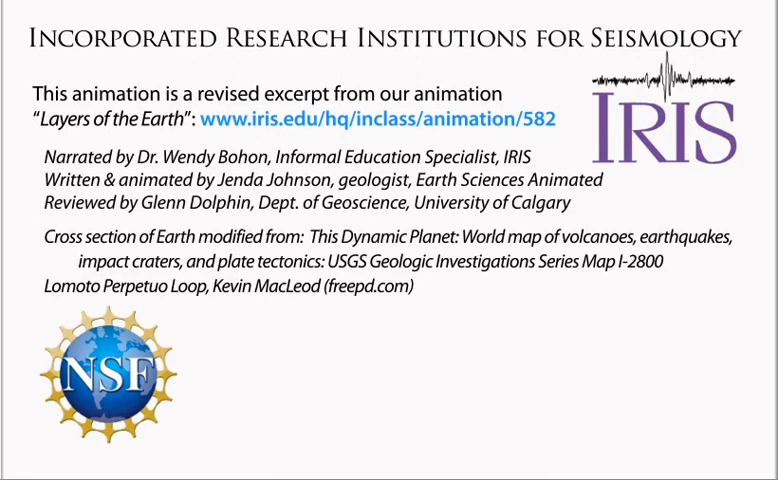 INCORPORATED RESEARCH INSTITUTIONS FOR SEISMOLOGY
This animation is a revised excerpt from our animation
“Layers of the Earth”: www.iris.edu/hq/inclass/animation/582
IRIS
Narrated by Dr. Wendy Bohon, Informal Education Specialist, IRIS
Written & animated by Jenda Johnson, geologist, Earth Sciences Animated
Reviewed by Glenn Dolphin, Dept. of Geoscience, University of Calgary
Cross section of Earth modified from: This Dynamic Planet: World map of volcanoes, earthquakes,
impact craters, and plate tectonics: USGS Geologic Investigations Series Map I-2800
Lomoto Perpetuo Loop, Kevin MacLeod (freepd.com)
NSF